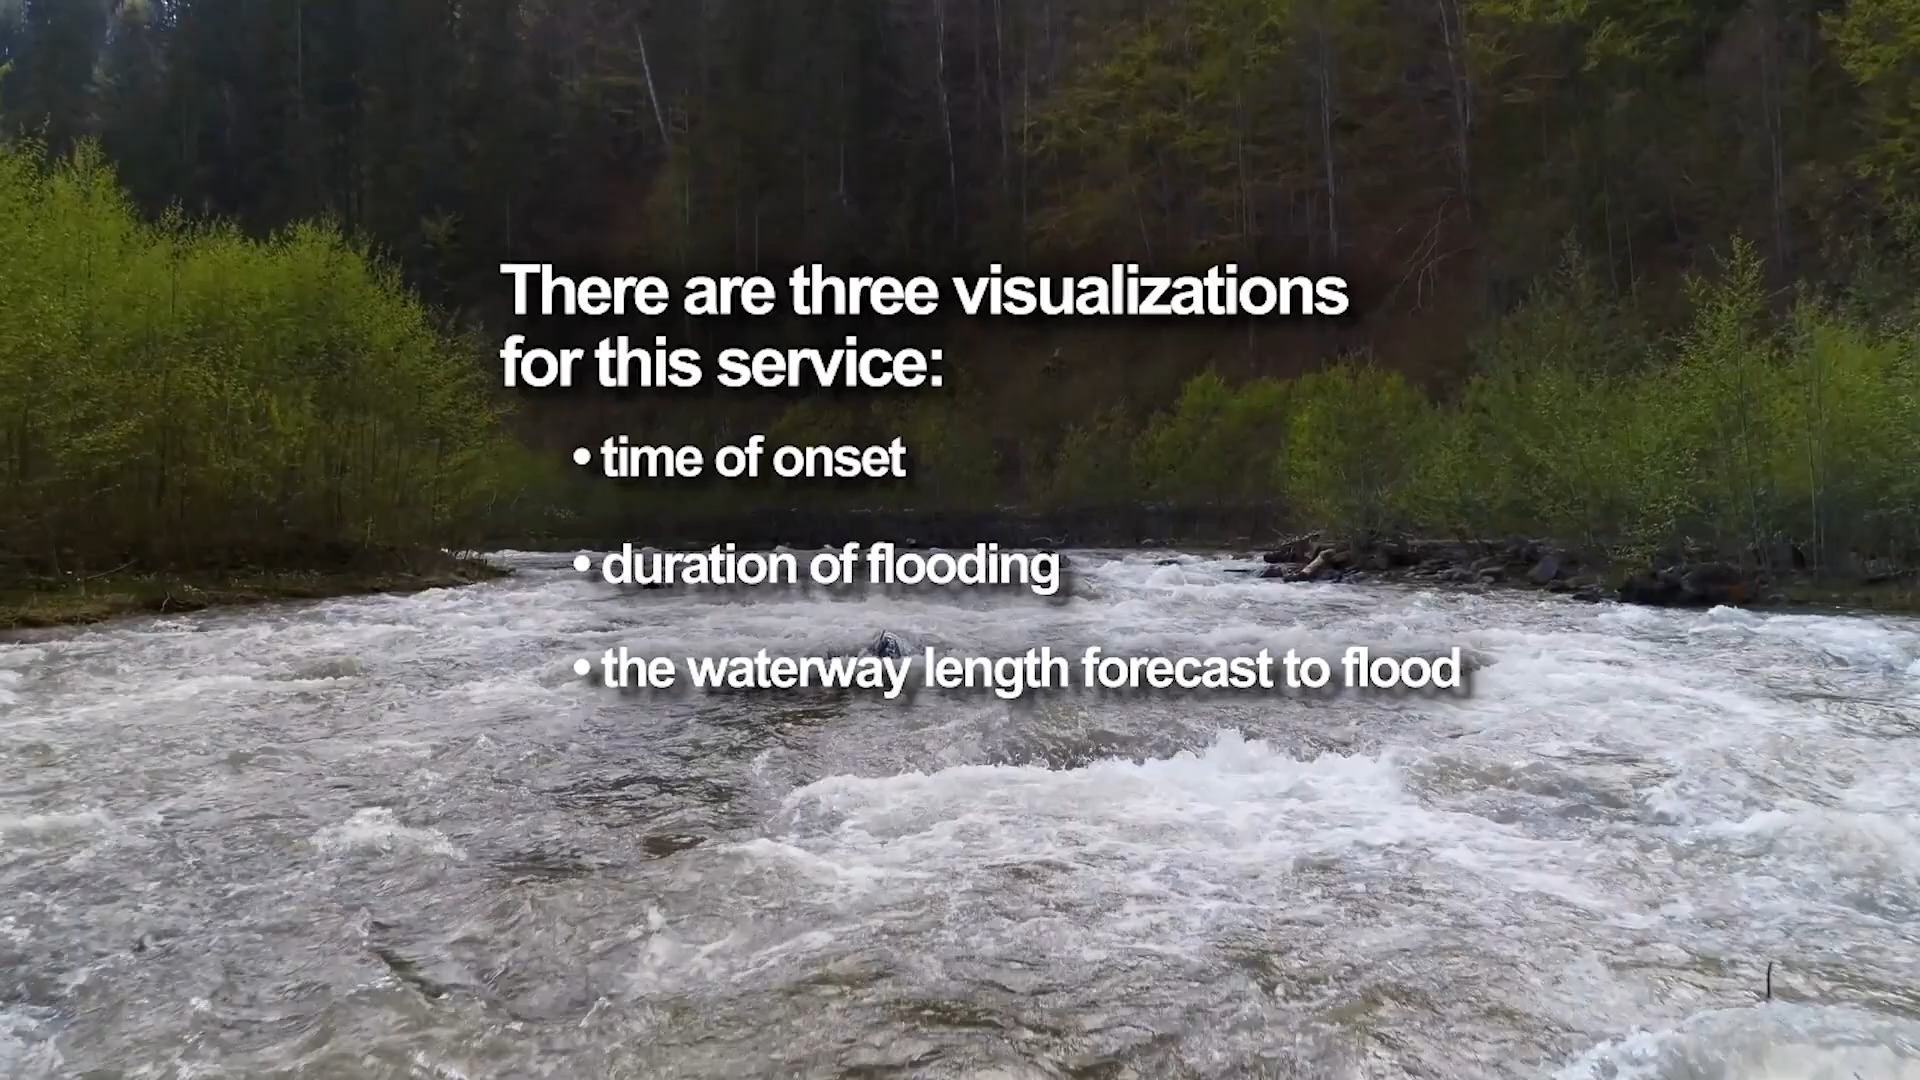 There are three visualizations
for this service:
• time of onset
• duration of flooding
• the waterway length forecast to flood